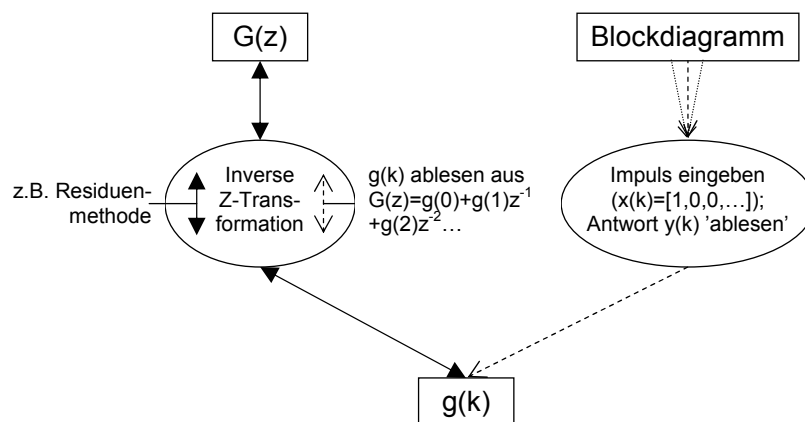 G(z)
Blockdiagramm
z.B. Residuen-
methode
Inverse
Z-Trans-
formation
g(k) ablesen aus
G(z)=g(0)+g(1)z⁻¹
+g(2)z⁻²…
Impuls eingeben
(x(k)=[1,0,0,…]);
Antwort y(k) ’ablesen’
g(k)